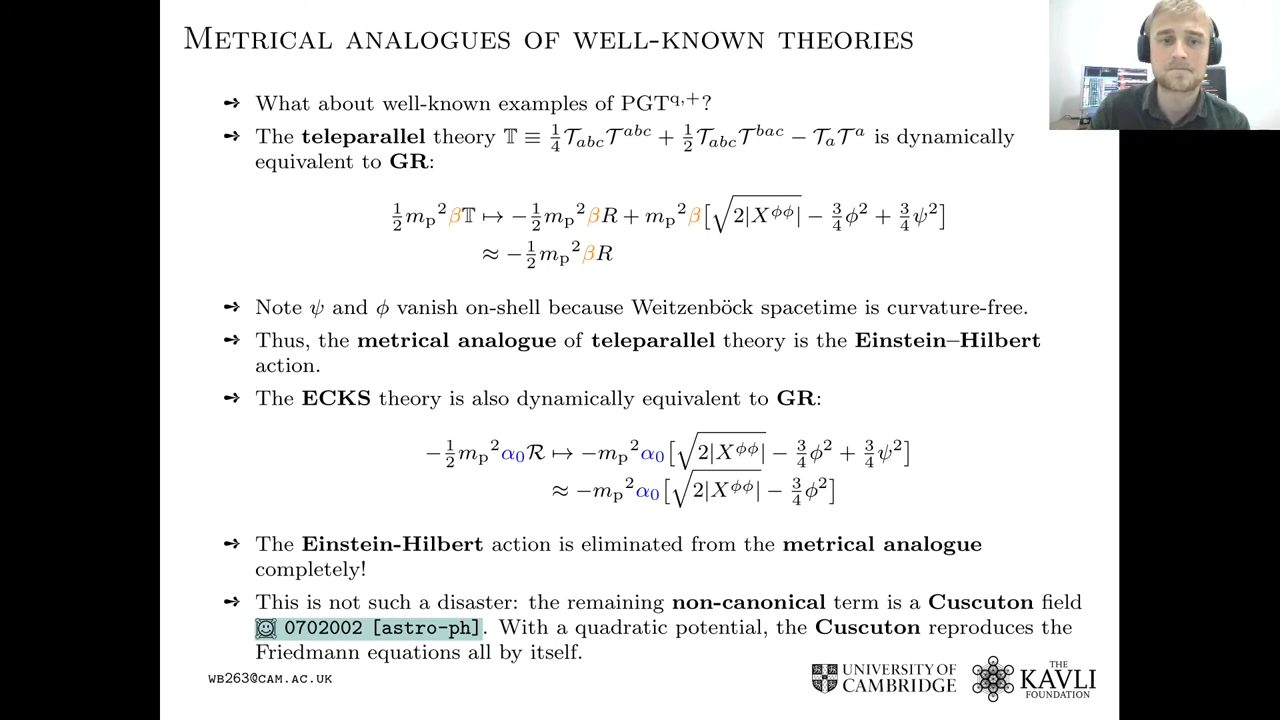 METRICAL ANALOGUES OF WELL-KNOWN THEORIES
➻ What about well-known examples of PGT^{q,+}?
➻ The teleparallel theory 𝕋 ≡ ¼𝒯_{abc}𝒯^{abc} + ½𝒯_{abc}𝒯^{bac} − 𝒯_a𝒯^a is dynamically
equivalent to GR:
½m_p²β𝕋 ↦ −½m_p²βR + m_p²β[√(2|X^{ϕϕ}|) − ¾ϕ² + ¾ψ²]
≈ −½m_p²βR
➻ Note ψ and ϕ vanish on-shell because Weitzenböck spacetime is curvature-free.
➻ Thus, the metrical analogue of teleparallel theory is the Einstein–Hilbert
action.
➻ The ECKS theory is also dynamically equivalent to GR:
−½m_p²α₀ℛ ↦ −m_p²α₀[√(2|X^{ϕϕ}|) − ¾ϕ² + ¾ψ²]
≈ −m_p²α₀[√(2|X^{ϕϕ}|) − ¾ϕ²]
➻ The Einstein-Hilbert action is eliminated from the metrical analogue
completely!
➻ This is not such a disaster: the remaining non-canonical term is a Cuscuton field
0702002 [astro-ph]. With a quadratic potential, the Cuscuton reproduces the
Friedmann equations all by itself.
WB263@CAM.AC.UK
UNIVERSITY OF
CAMBRIDGE
THE
KAVLI
FOUNDATION